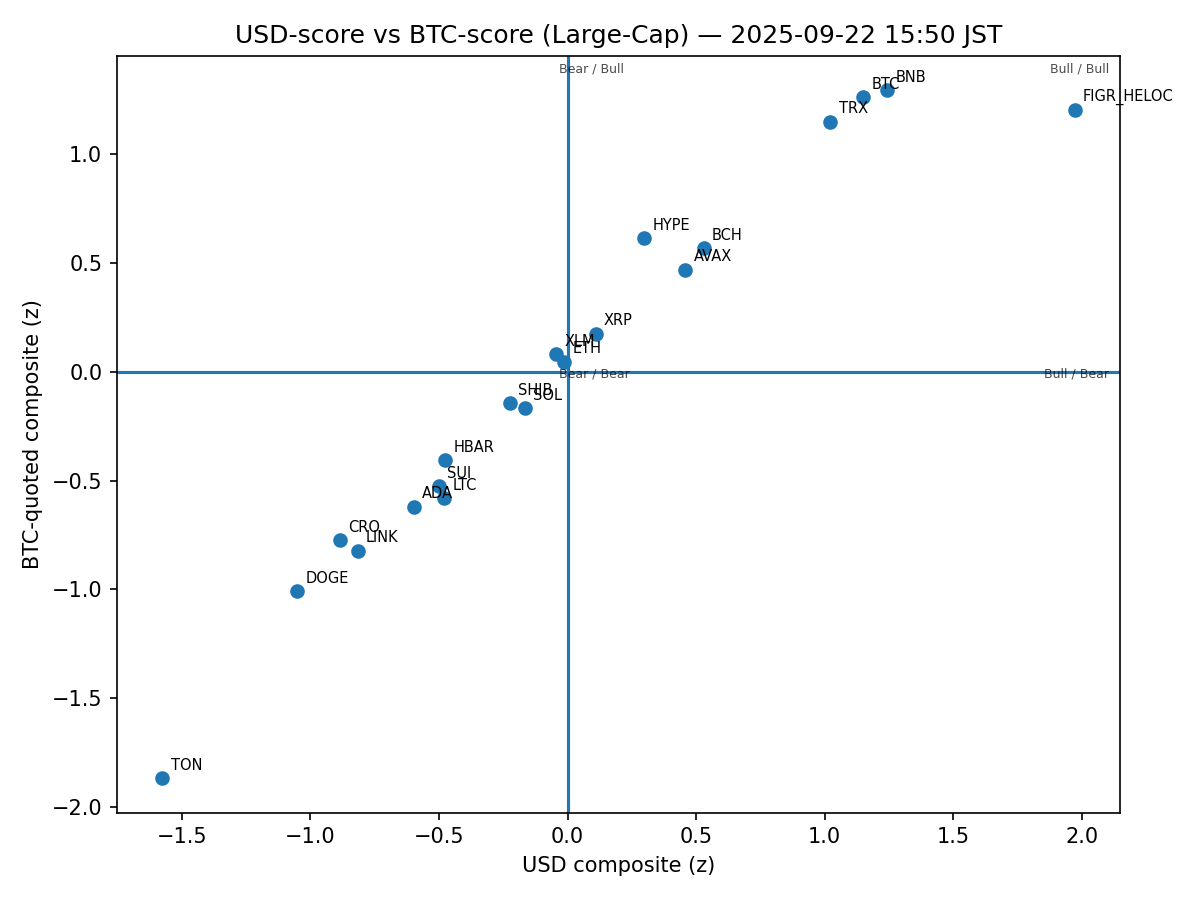 USD-score vs BTC-score (Large-Cap) — 2025-09-22 15:50 JST
Bear / Bull
Bull / Bull
BNB
BTC
FIGR_HELOC
TRX
HYPE
BCH
AVAX
XRP
XLM
ETH
Bear / Bear
Bull / Bear
SHIB
SOL
HBAR
SUI
LTC
ADA
CRO
LINK
DOGE
TON
1.0
0.5
0.0
−0.5
−1.0
−1.5
−2.0
BTC-quoted composite (z)
−1.5
−1.0
−0.5
0.0
0.5
1.0
1.5
2.0
USD composite (z)